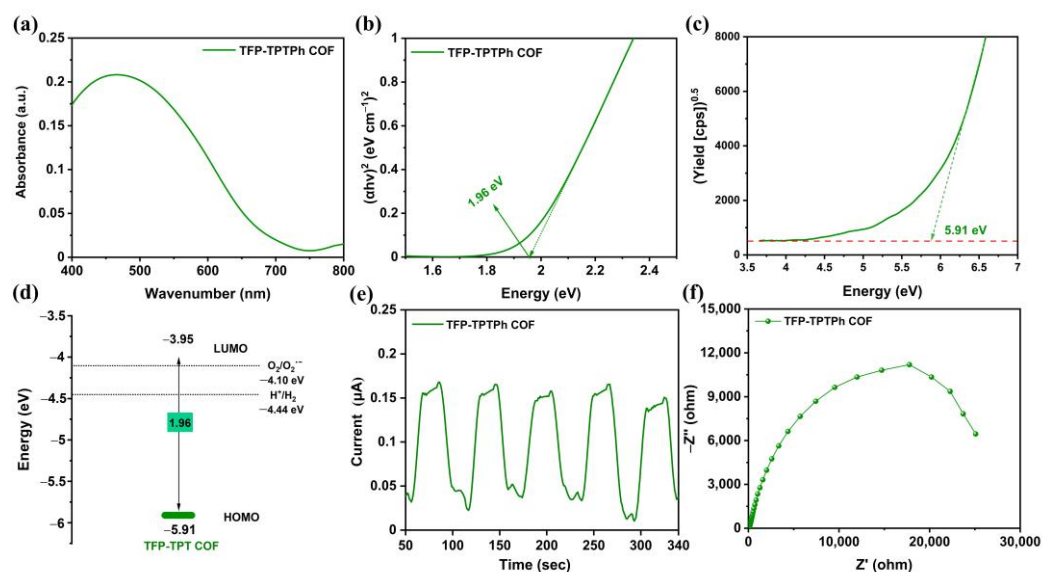 (a)
TFP-TPTPh COF
Absorbance (a.u.)
0.25
0.2
0.15
0.1
0.05
0
400
500
600
700
800
Wavenumber (nm)
(b)
TFP-TPTPh COF
(αhν)² (eV cm⁻¹)²
1
0.8
0.6
0.4
0.2
0
1.96 eV
1.6
1.8
2
2.2
2.4
Energy (eV)
(c)
TFP-TPTPh COF
(Yield [cps])⁰·⁵
8000
6000
4000
2000
0
5.91 eV
3.5
4
4.5
5
5.5
6
6.5
7
Energy (eV)
(d)
Energy (eV)
−3.5
−4
−4.5
−5
−5.5
−6
−3.95
LUMO
O₂/O₂˙⁻
−4.10 eV
H⁺/H₂
−4.44 eV
1.96
HOMO
−5.91
TFP-TPT COF
(e)
TFP-TPTPh COF
Current (μA)
0.25
0.2
0.15
0.1
0.05
0
50
100
150
200
250
300
340
Time (sec)
(f)
TFP-TPTPh COF
−Z'' (ohm)
15,000
12,000
9,000
6,000
3,000
0
0
10,000
20,000
30,000
Z' (ohm)